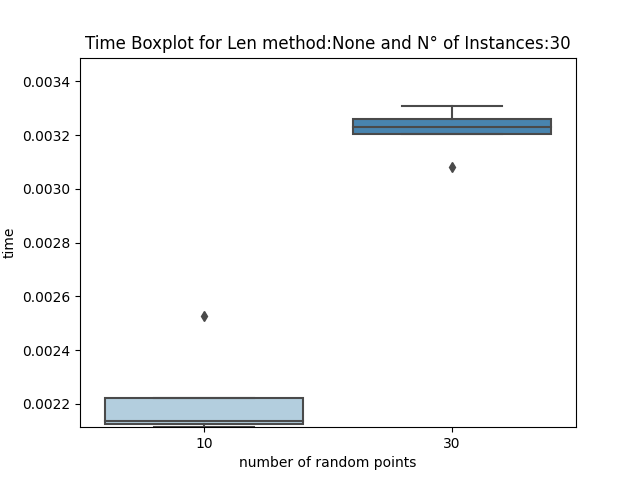 Time Boxplot for Len method:None and N° of Instances:30
0.0034
0.0032
0.0030
0.0028
0.0026
0.0024
0.0022
time
10 30
number of random points